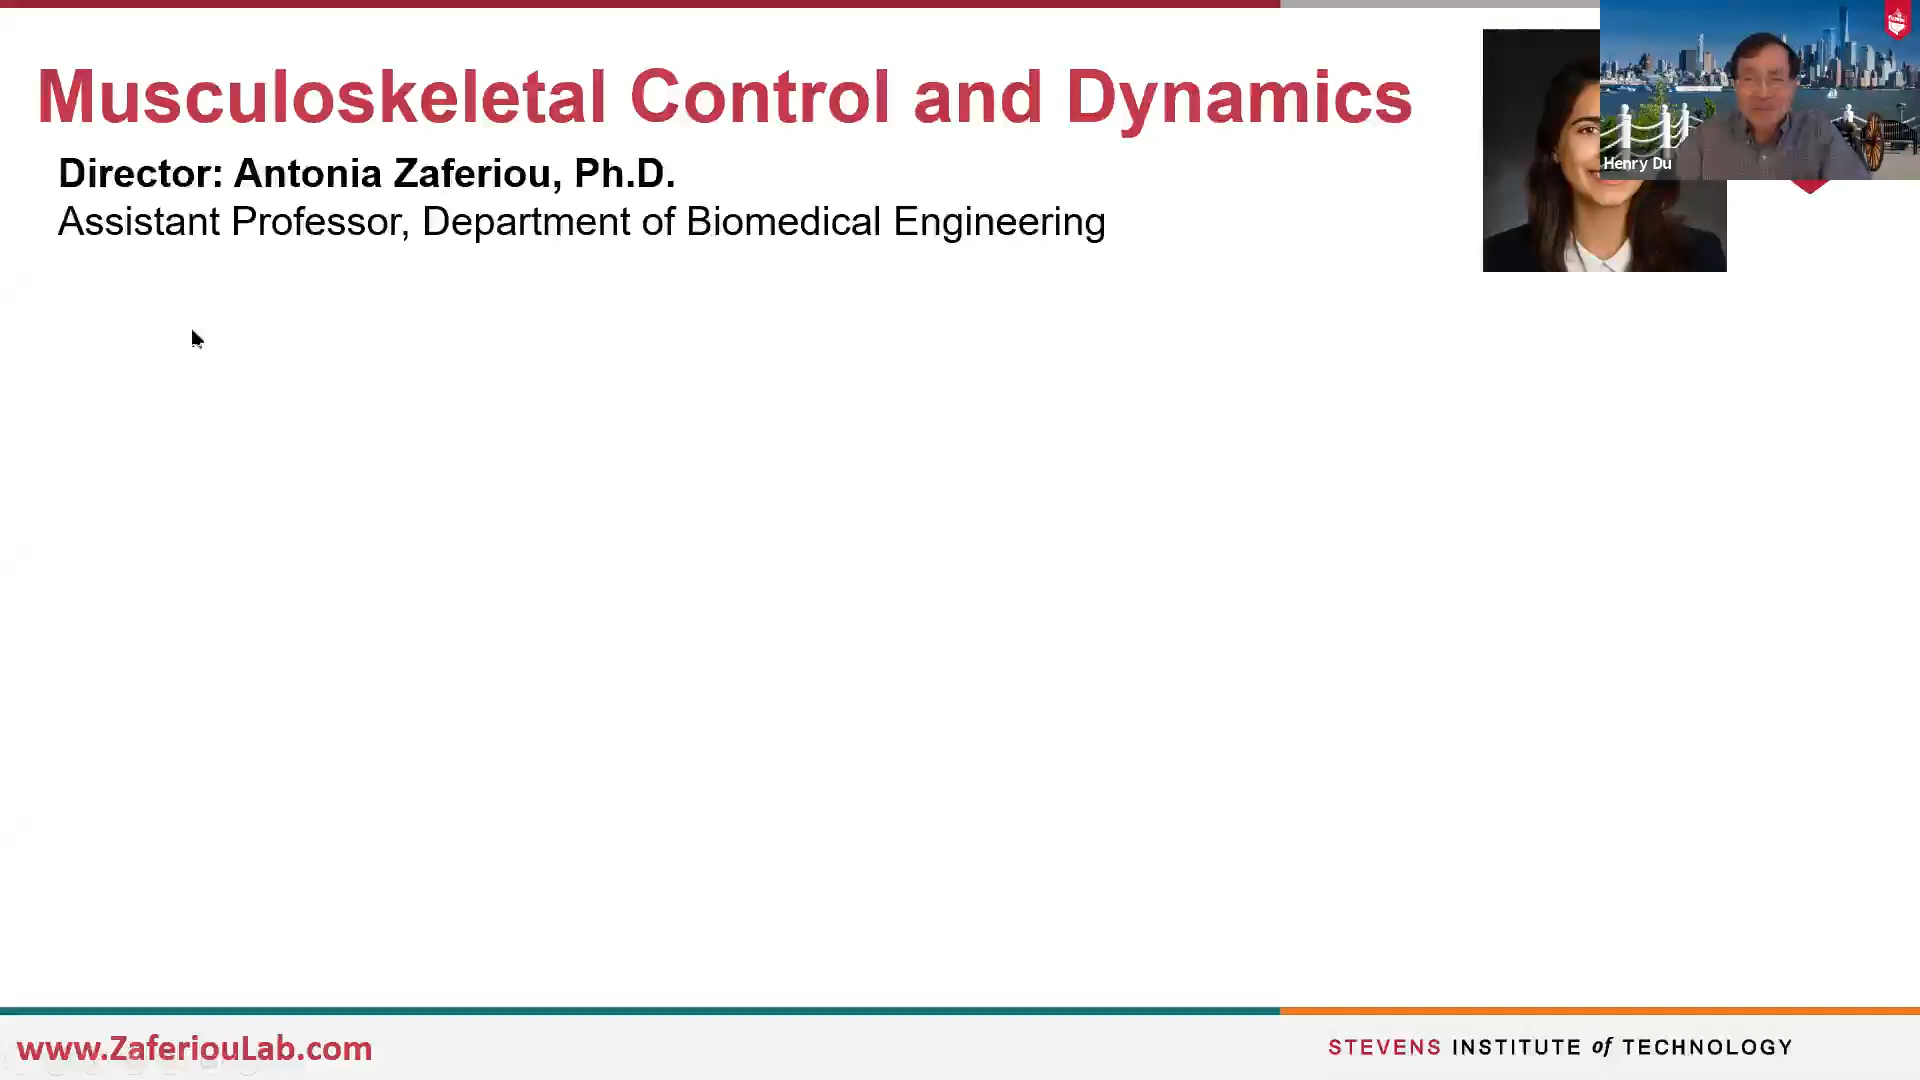 Musculoskeletal Control and Dynamics
Director: Antonia Zaferiou, Ph.D.
Assistant Professor, Department of Biomedical Engineering
Henry Du
www.ZaferiouLab.com
STEVENS INSTITUTE of TECHNOLOGY